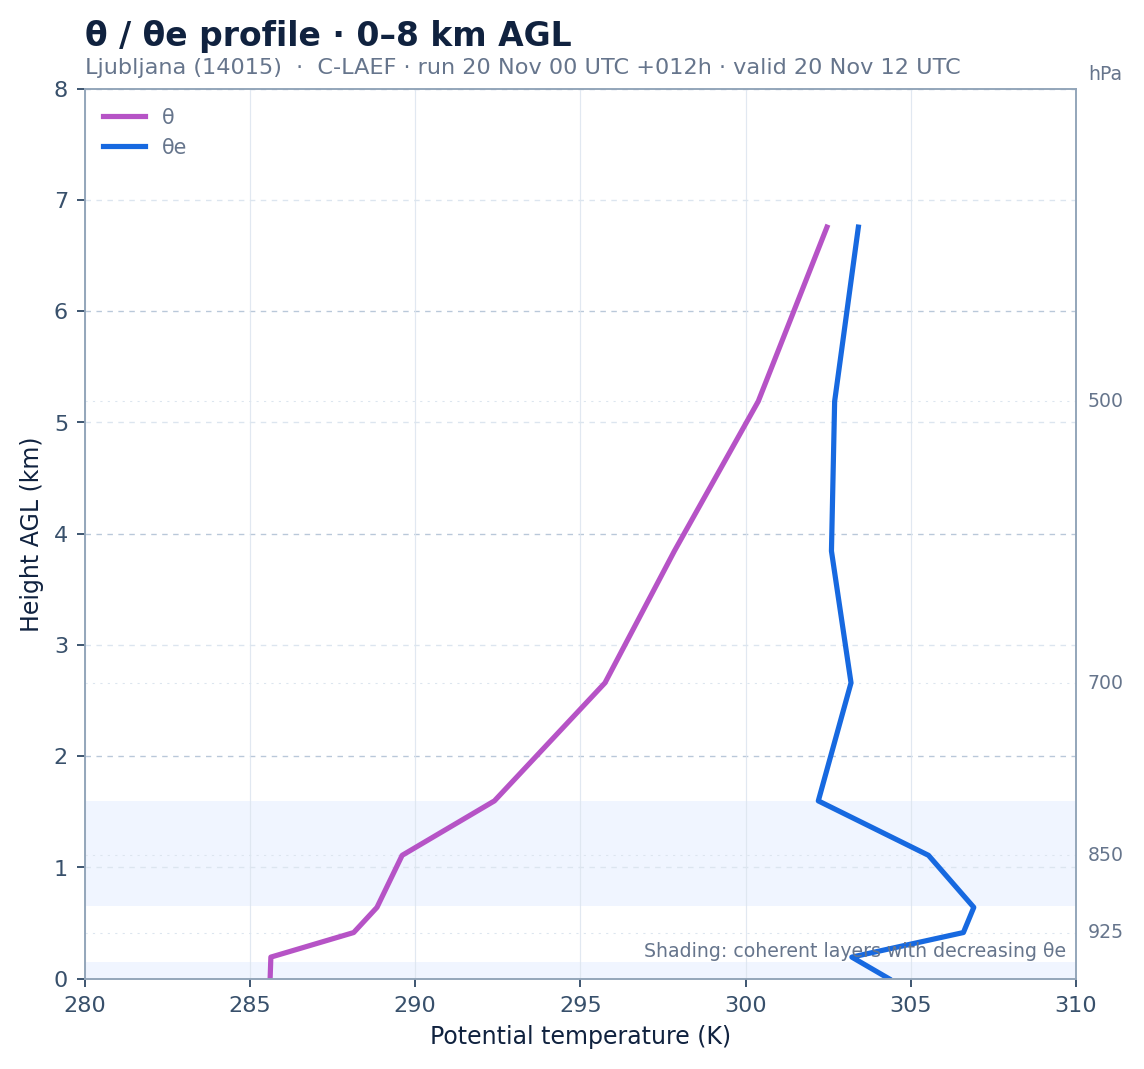 θ / θe profile · 0–8 km AGL
Ljubljana (14015) · C-LAEF · run 20 Nov 00 UTC +012h · valid 20 Nov 12 UTC
hPa
θ
θe
8
7
6
5
4
3
2
1
0
Height AGL (km)
500
700
850
925
Shading: coherent layers with decreasing θe
280 285 290 295 300 305 310
Potential temperature (K)